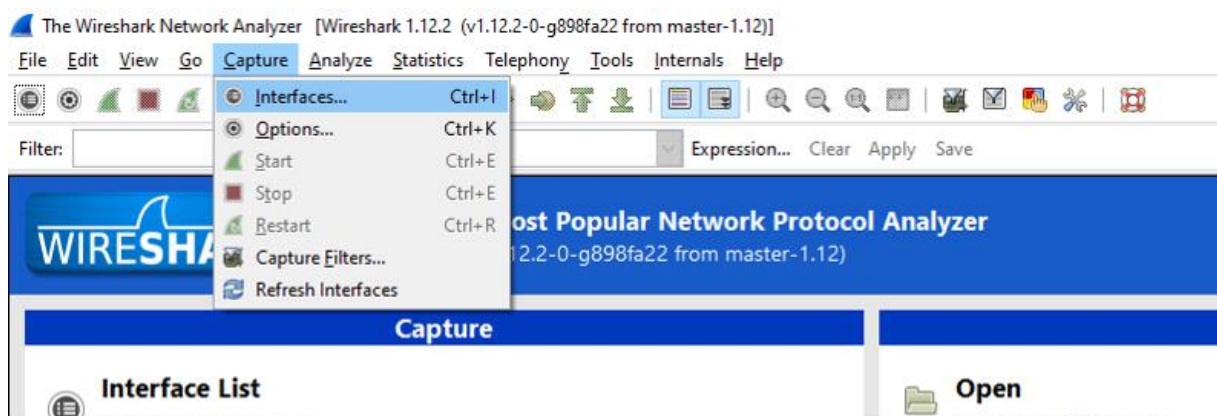 The Wireshark Network Analyzer [Wireshark 1.12.2 (v1.12.2-0-g898fa22 from master-1.12)]
File Edit View Go Capture Analyze Statistics Telephony Tools Internals Help
Interfaces... Ctrl+I
Options... Ctrl+K
Start Ctrl+E
Stop Ctrl+E
Restart Ctrl+R
Capture Filters...
Refresh Interfaces
Filter: Expression... Clear Apply Save
WIRESHA
ost Popular Network Protocol Analyzer
12.2-0-g898fa22 from master-1.12)
Capture
Interface List
Open